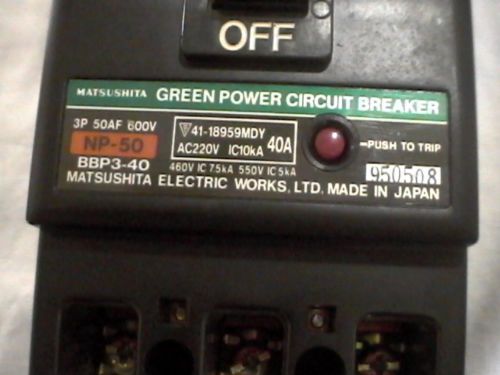 OFF
MATSUSHITA GREEN POWER CIRCUIT BREAKER
3P 50AF 600V
NP-50
BBP3-40
41-18959MDY
AC220V IC10kA 40A
460V IC 7.5kA 550V IC 5kA
PUSH TO TRIP
950508
MATSUSHITA ELECTRIC WORKS, LTD. MADE IN JAPAN